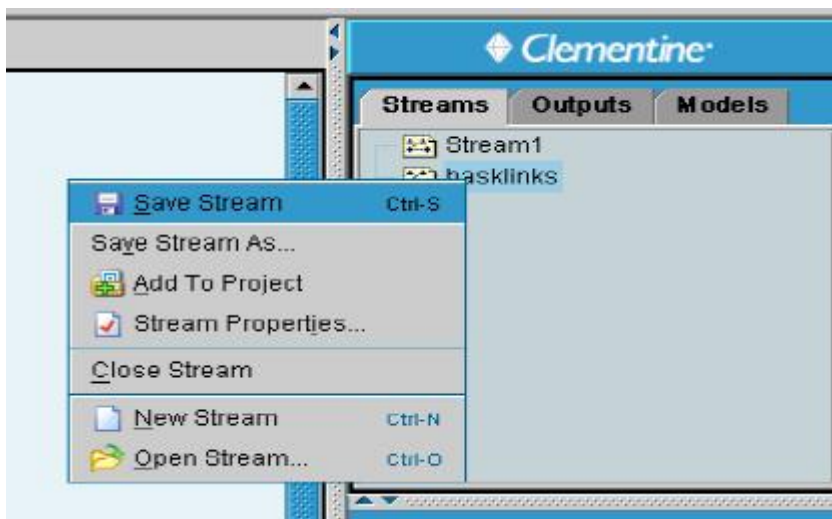 Clementine
Streams Outputs Models
Stream1
basklinks
Save Stream Ctrl-S
Save Stream As...
Add To Project
Stream Properties...
Close Stream
New Stream Ctrl-N
Open Stream... Ctrl-O